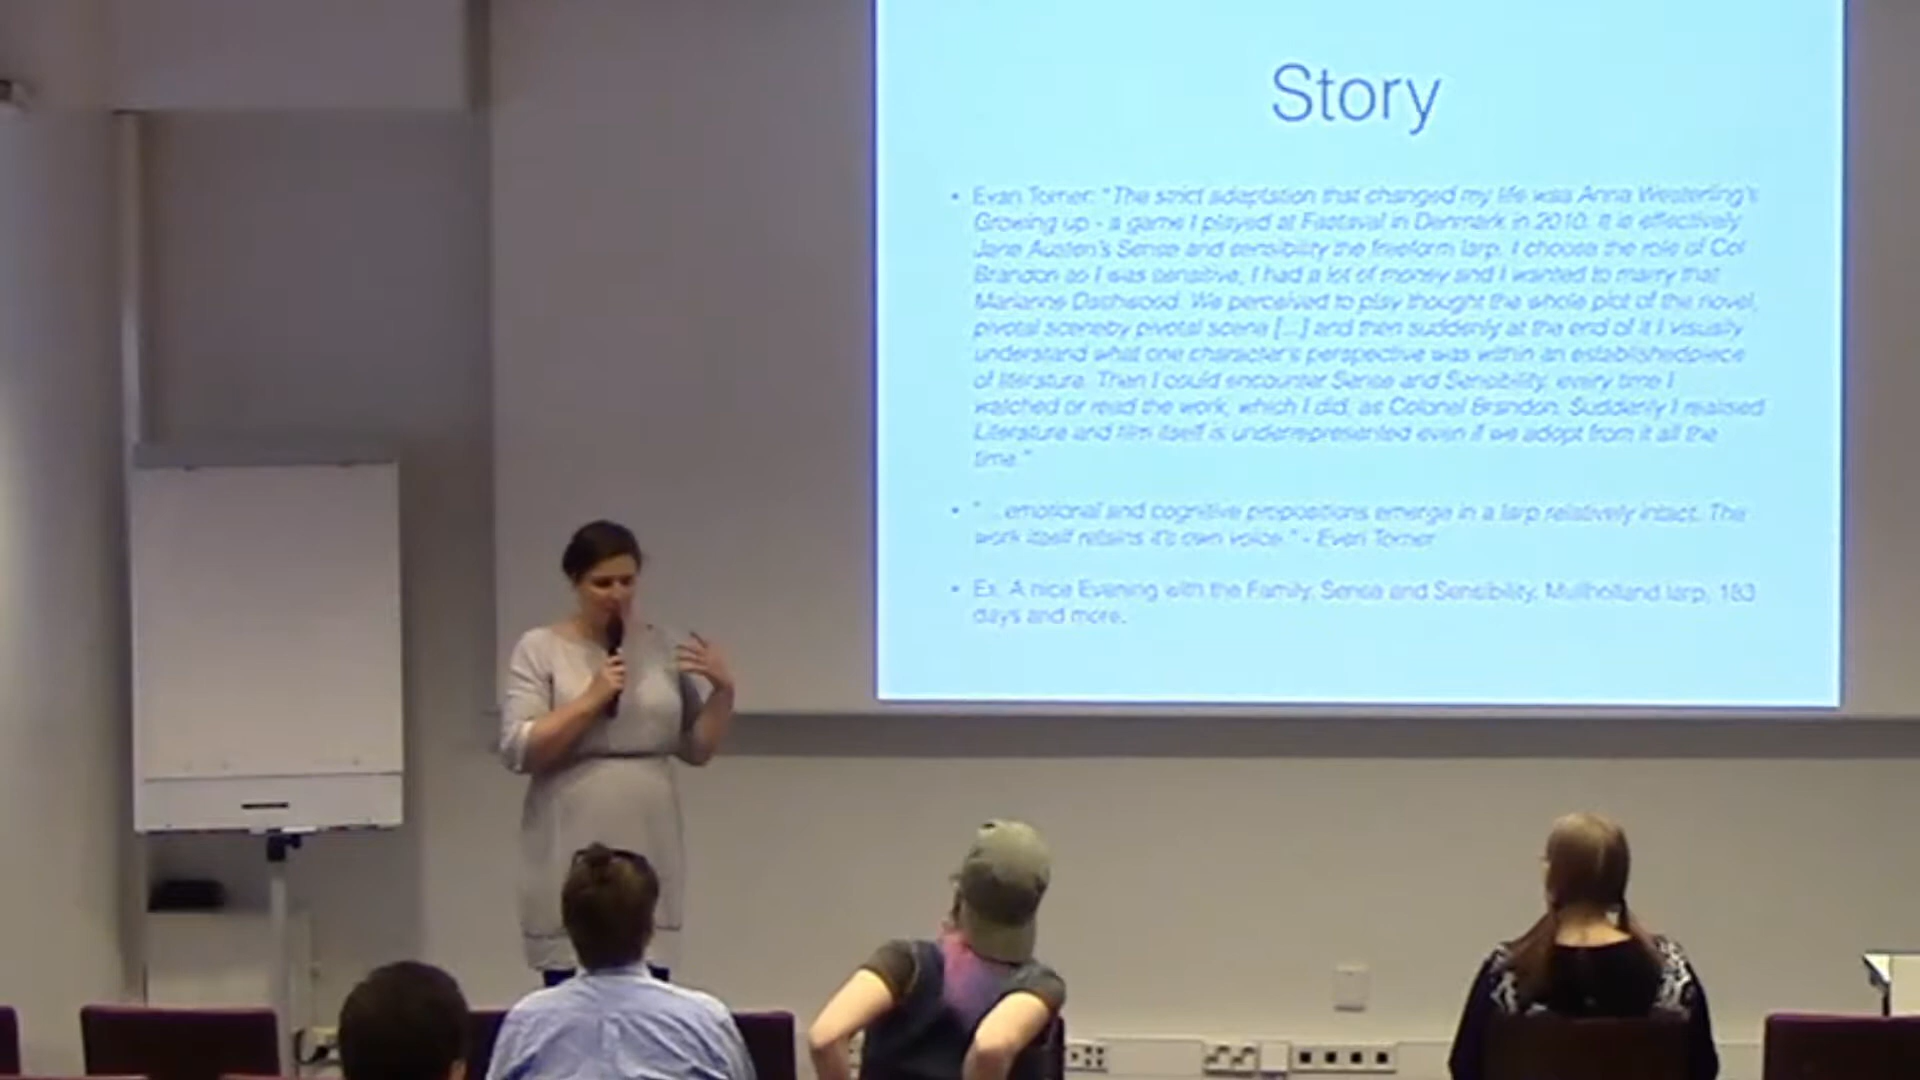 Story
• Evan Torner: "The strict adaptation that changed my life was Anna Westerling's
Growing up - a game I played at Fastaval in Denmark in 2010. It is effectively
Jane Austen's Sense and sensibility the freeform larp. I choose the role of Col
Brandon as I was sensitive, I had a lot of money and I wanted to marry that
Marianne Dashwood. We perceived to play thought the whole plot of the novel,
pivotal sceneby pivotal scene [...] and then suddenly at the end of it I visually
understand what one character's perspective was within an establishedpiece
of literature. Then I could encounter Sense and Sensibility, every time I
watched or read the work, which I did, as Colonel Brandon. Suddenly I realised
Literature and film itself is underrepresented even if we adopt from it all the
time."
• "... emotional and cognitive propositions emerge in a larp relatively intact. The
work itself retains it's own voice." - Evan Torner
• Ex. A nice Evening with the Family, Sense and Sensibility, Mullholland larp, 183
days and more.